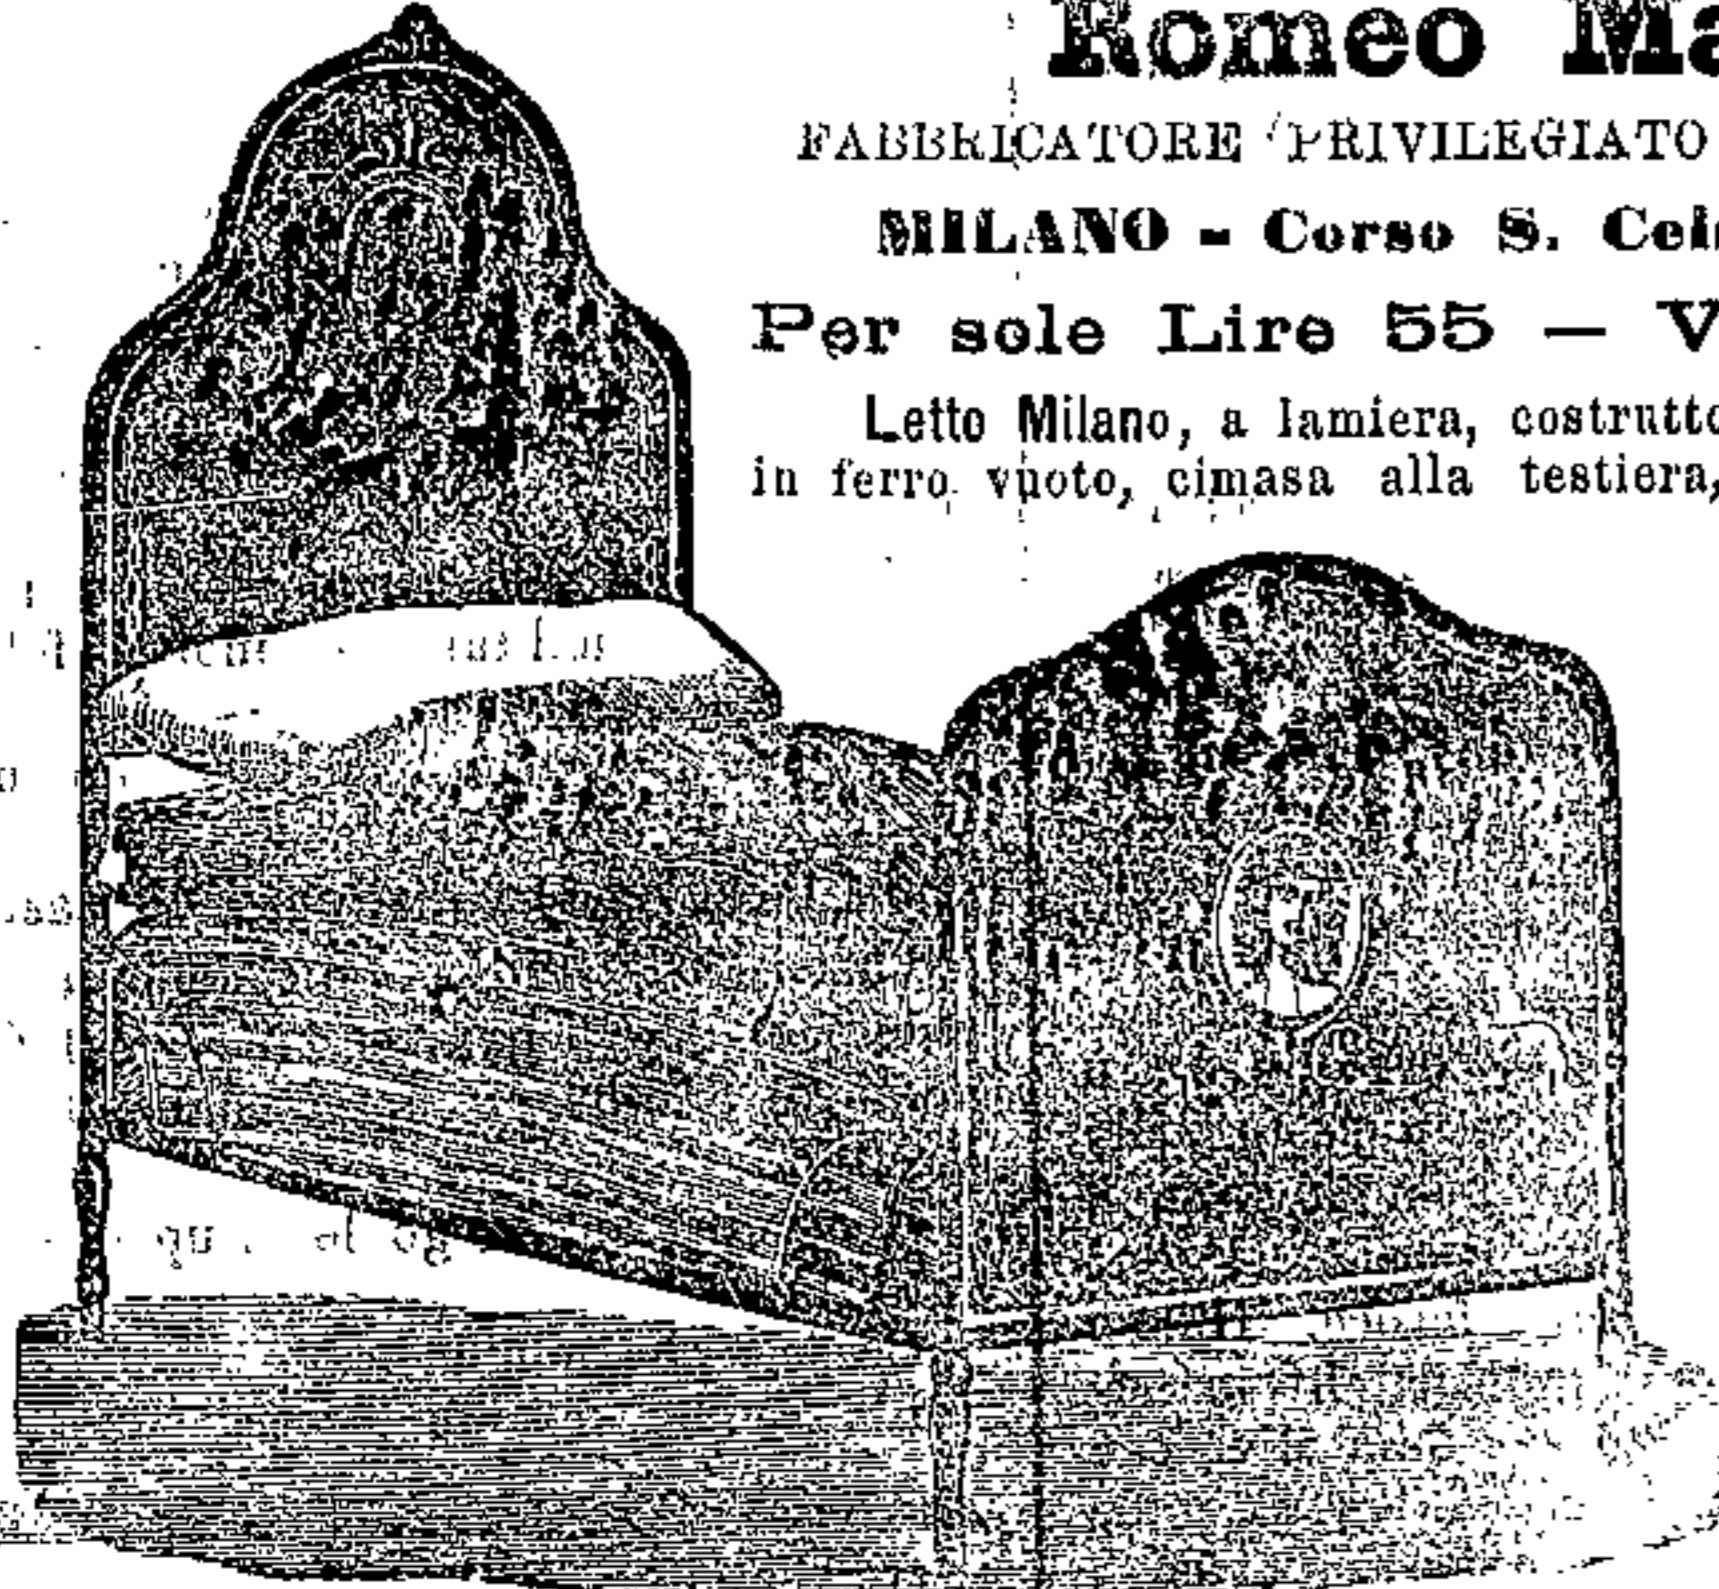 Romeo Ma
FABBRICATORE PRIVILEGIATO
MILANO - Corso S. Cel
Per sole Lire 55 — V
Letto Milano, a lamiera, costrutto
in ferro vuoto, cimasa alla testiera,